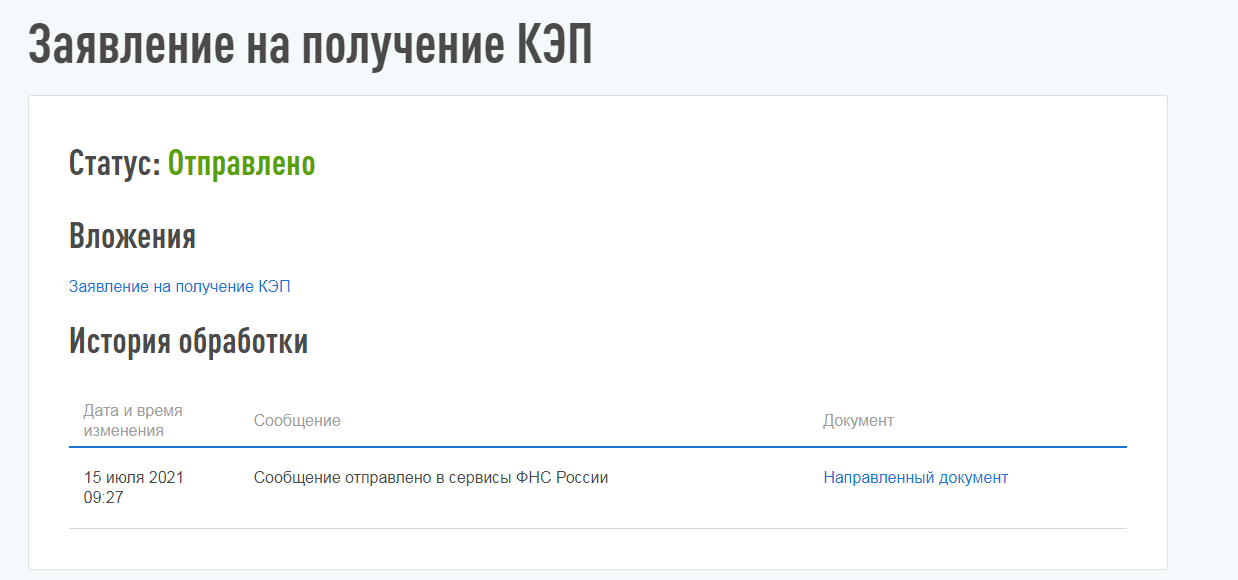 Заявление на получение КЭП
Статус: Отправлено
Вложения
Заявление на получение КЭП
История обработки
Дата и время
изменения
Сообщение
Документ
15 июля 2021
09:27
Сообщение отправлено в сервисы ФНС России
Направленный документ